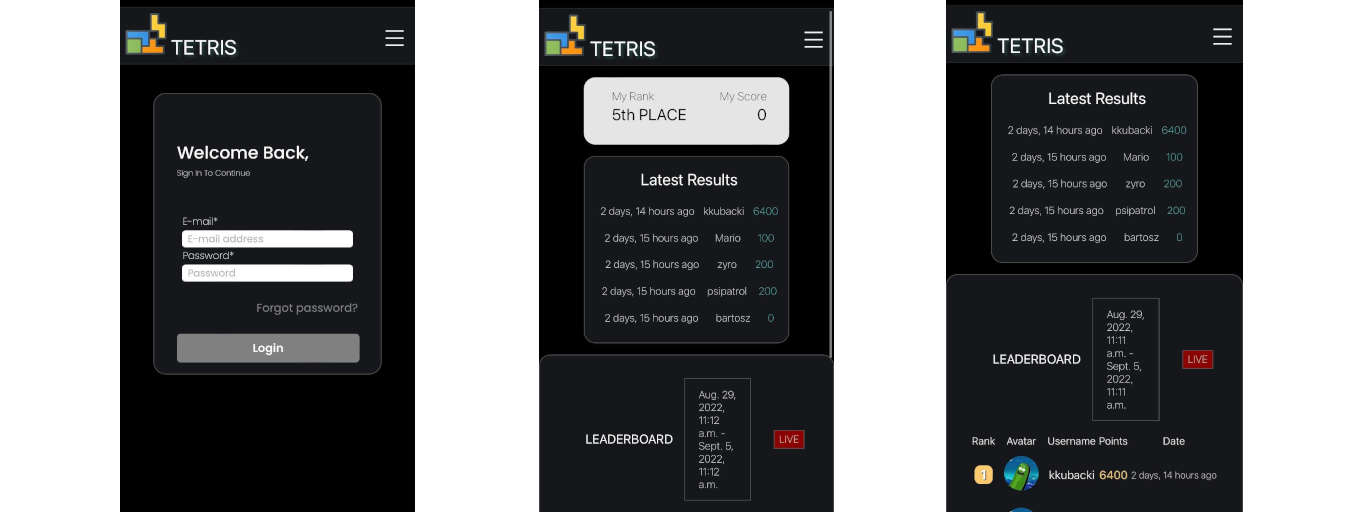 TETRIS
Welcome Back,
Sign In To Continue
E-mail*
E-mail address
Password*
Password
Forgot password?
Login
TETRIS
My Rank My Score
5th PLACE 0
Latest Results
2 days, 14 hours ago kkubacki 6400
2 days, 15 hours ago Mario 100
2 days, 15 hours ago zyro 200
2 days, 15 hours ago psipatrol 200
2 days, 15 hours ago bartosz 0
LEADERBOARD
Aug. 29,
2022,
11:12
a.m. -
Sept. 5,
2022,
11:12
a.m.
LIVE
TETRIS
Latest Results
2 days, 14 hours ago kkubacki 6400
2 days, 15 hours ago Mario 100
2 days, 15 hours ago zyro 200
2 days, 15 hours ago psipatrol 200
2 days, 15 hours ago bartosz 0
LEADERBOARD
Aug. 29,
2022,
11:11
a.m. -
Sept. 5,
2022,
11:11
a.m.
LIVE
Rank Avatar Username Points Date
1 kkubacki 6400 2 days, 14 hours ago